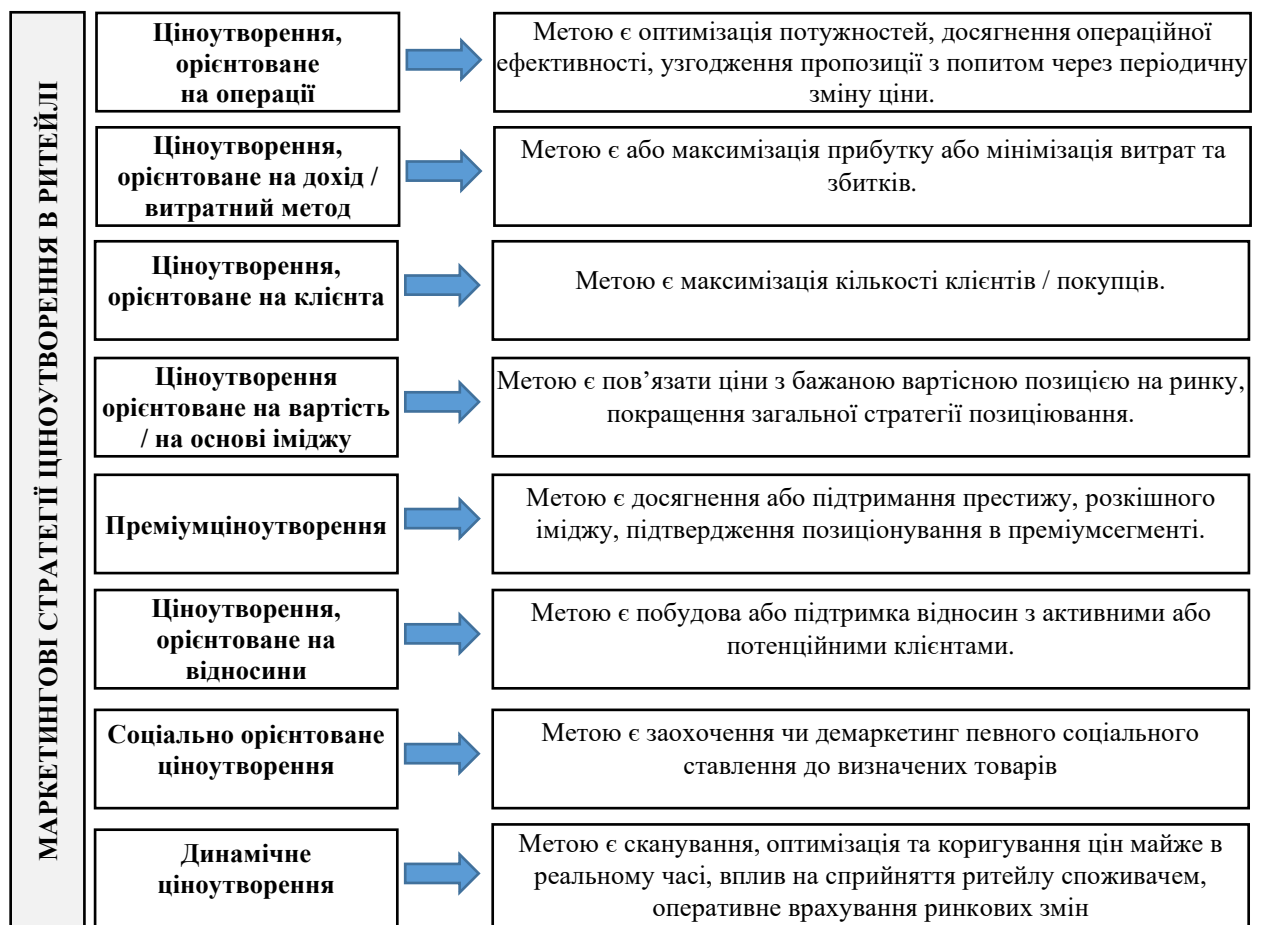 МАРКЕТИНГОВІ СТРАТЕГІЇ ЦІНОУТВОРЕННЯ В РИТЕЙЛІ
Ціноутворення,
орієнтоване
на операції
Метою є оптимізація потужностей, досягнення операційної
ефективності, узгодження пропозиції з попитом через періодичну
зміну ціни.
Ціноутворення,
орієнтоване на дохід /
витратний метод
Метою є або максимізація прибутку або мінімізація витрат та
збитків.
Ціноутворення,
орієнтоване на клієнта
Метою є максимізація кількості клієнтів / покупців.
Ціноутворення
орієнтоване на вартість
/ на основі іміджу
Метою є пов’язати ціни з бажаною вартісною позицією на ринку,
покращення загальної стратегії позиціювання.
Преміумціноутворення
Метою є досягнення або підтримання престижу, розкішного
іміджу, підтвердження позиціонування в преміумсегменті.
Ціноутворення,
орієнтоване на
відносини
Метою є побудова або підтримка відносин з активними або
потенційними клієнтами.
Соціально орієнтоване
ціноутворення
Метою є заохочення чи демаркетинг певного соціального
ставлення до визначених товарів
Динамічне
ціноутворення
Метою є сканування, оптимізація та коригування цін майже в
реальному часі, вплив на сприйняття ритейлу споживачем,
оперативне врахування ринкових змін